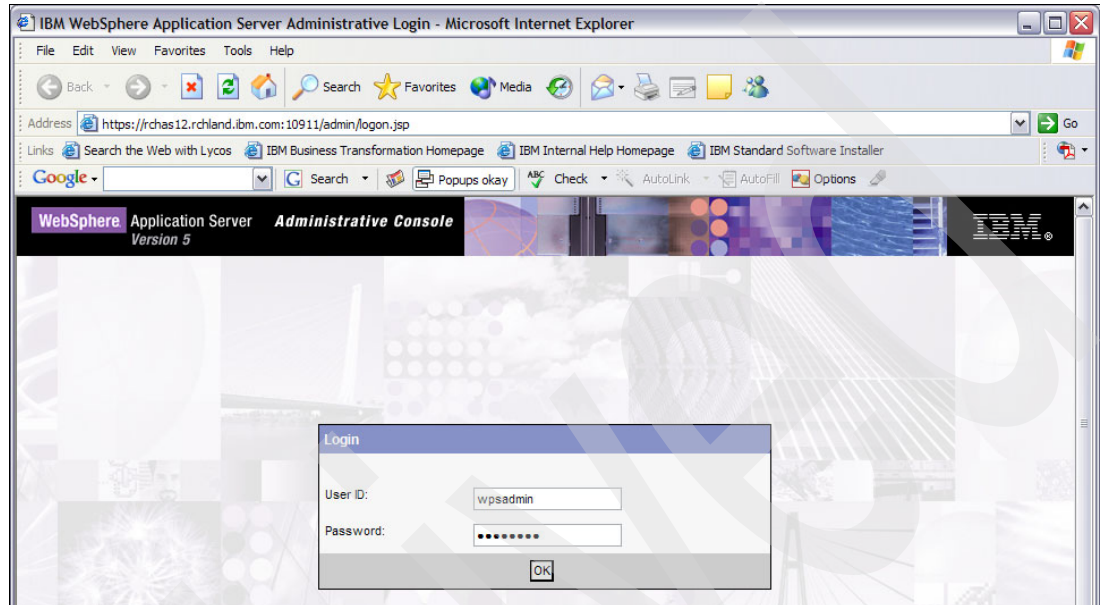 IBM WebSphere Application Server Administrative Login - Microsoft Internet Explorer
File Edit View Favorites Tools Help
Back Search Favorites Media
Address https://rchas12.rchland.ibm.com:10911/admin/logon.jsp Go
Links Search the Web with Lycos IBM Business Transformation Homepage IBM Internal Help Homepage IBM Standard Software Installer
Google G Search Popups okay ABC Check AutoLink AutoFill Options
WebSphere. Application Server Administrative Console IBM®
Version 5
Login
User ID: wpsadmin
Password: ••••••••
OK